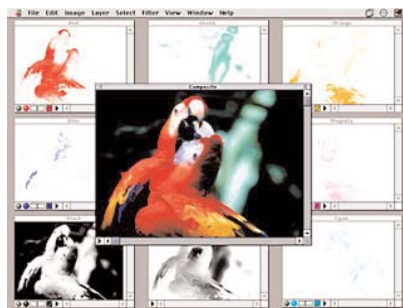 File Edit Image Layer Select Filter View Window Help
Red
Green
Orange
Composite
Blue
Magenta
Black
Cyan